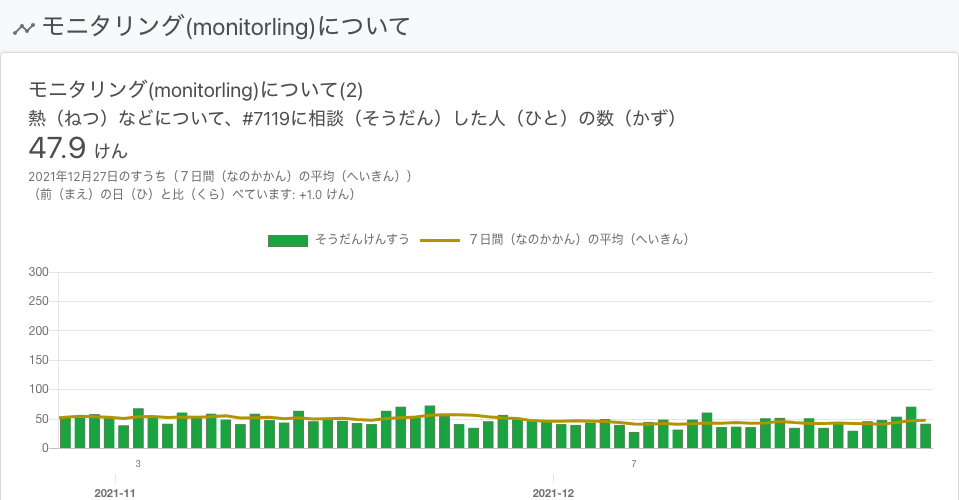 モニタリング(monitorling)について
モニタリング(monitorling)について(2)
熱（ねつ）などについて、#7119に相談（そうだん）した人（ひと）の数（かず）
47.9 けん
2021年12月27日のすうち（７日間（なのかかん）の平均（へいきん））
（前（まえ）の日（ひ）と比（くら）べています: +1.0 けん）
そうだんけんすう ７日間（なのかかん）の平均（へいきん）
300
250
200
150
100
50
0
3 7
2021-11 2021-12